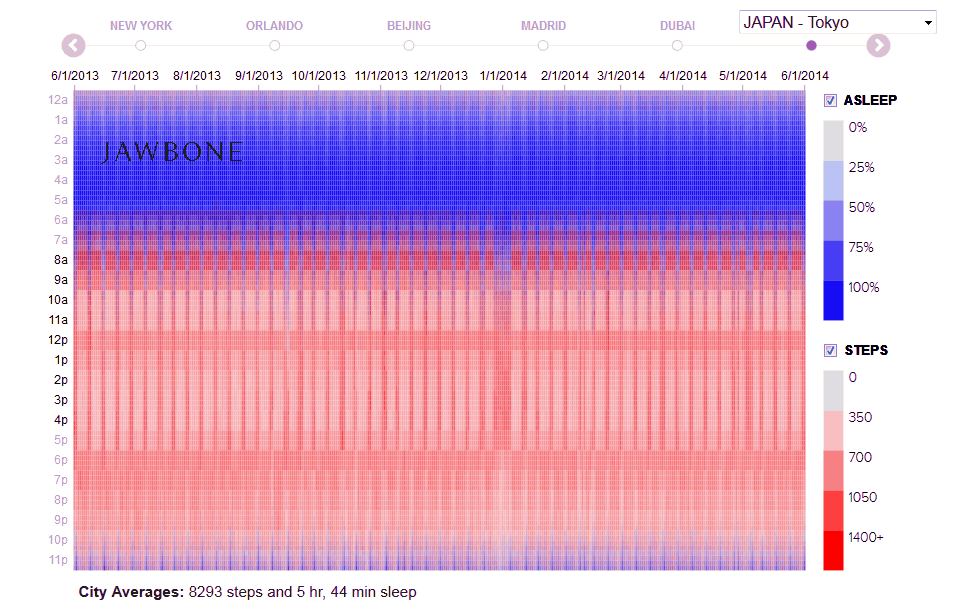 NEW YORK ORLANDO BEIJING MADRID DUBAI JAPAN - Tokyo
6/1/2013 7/1/2013 8/1/2013 9/1/2013 10/1/2013 11/1/2013 12/1/2013 1/1/2014 2/1/2014 3/1/2014 4/1/2014 5/1/2014 6/1/2014
12a
1a
2a
3a
4a
5a
6a
7a
8a
9a
10a
11a
12p
1p
2p
3p
4p
5p
6p
7p
8p
9p
10p
11p
JAWBONE
ASLEEP
0%
25%
50%
75%
100%
STEPS
0
350
700
1050
1400+
City Averages: 8293 steps and 5 hr, 44 min sleep